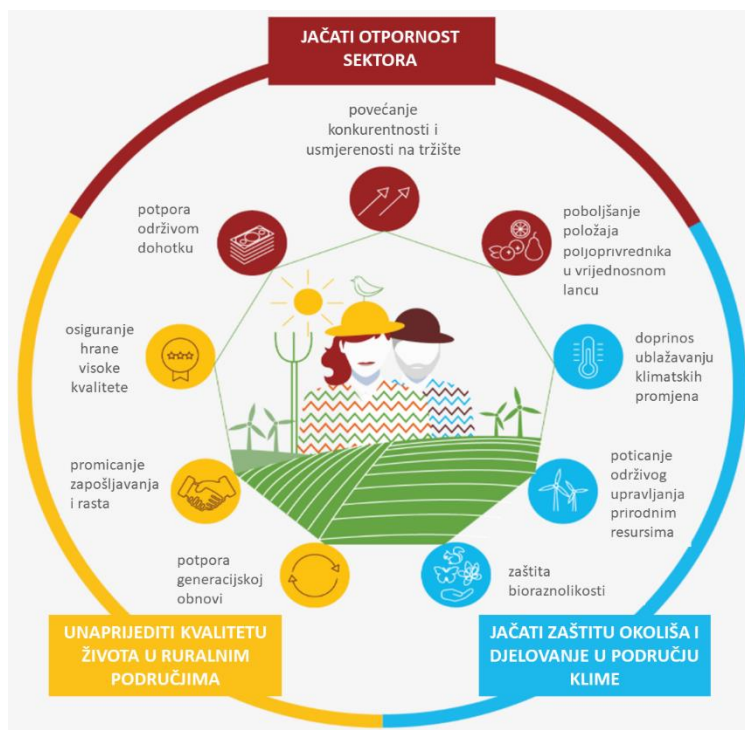 JAČATI OTPORNOST
SEKTORA
povećanje
konkurentnosti i
usmjerenosti na tržište
potpora
održivom
dohotku
poboljšanje
položaja
poljoprivrednika
u vrijednosnom
lancu
osiguranje
hrane
visoke
kvalitete
doprinos
ublažavanju
klimatskih
promjena
promicanje
zapošljavanja
i rasta
poticanje
održivog
upravljanja
prirodnim
resursima
potpora
generacijskoj
obnovi
zaštita
bioraznolikosti
UNAPRIJEDITI KVALITETU
ŽIVOTA U RURALNIM
PODRUČJIMA
JAČATI ZAŠTITU OKOLIŠA I
DJELOVANJE U PODRUČJU
KLIME